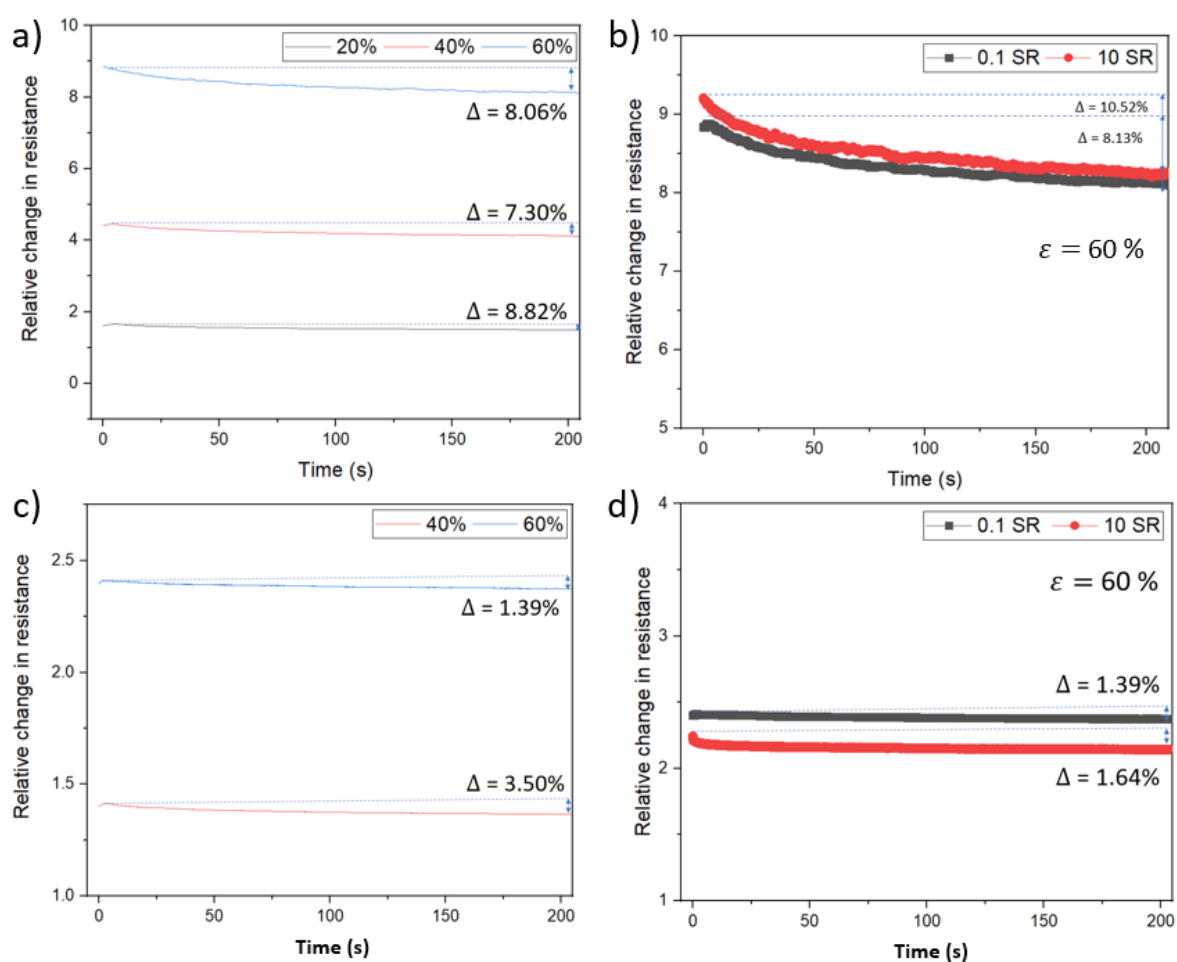 a)
20% 40% 60%
10
8
6
4
2
0
Δ = 8.06%
Δ = 7.30%
Δ = 8.82%
Relative change in resistance
0 50 100 150 200
Time (s)
b)
0.1 SR 10 SR
9
8
7
6
5
Δ = 10.52%
Δ = 8.13%
ε = 60 %
Relative change in resistance
0 50 100 150 200
Time (s)
c)
40% 60%
2.5
2.0
1.5
1.0
Δ = 1.39%
Δ = 3.50%
Relative change in resistance
0 50 100 150 200
Time (s)
d)
0.1 SR 10 SR
4
3
2
1
ε = 60 %
Δ = 1.39%
Δ = 1.64%
Relative change in resistance
0 50 100 150 200
Time (s)